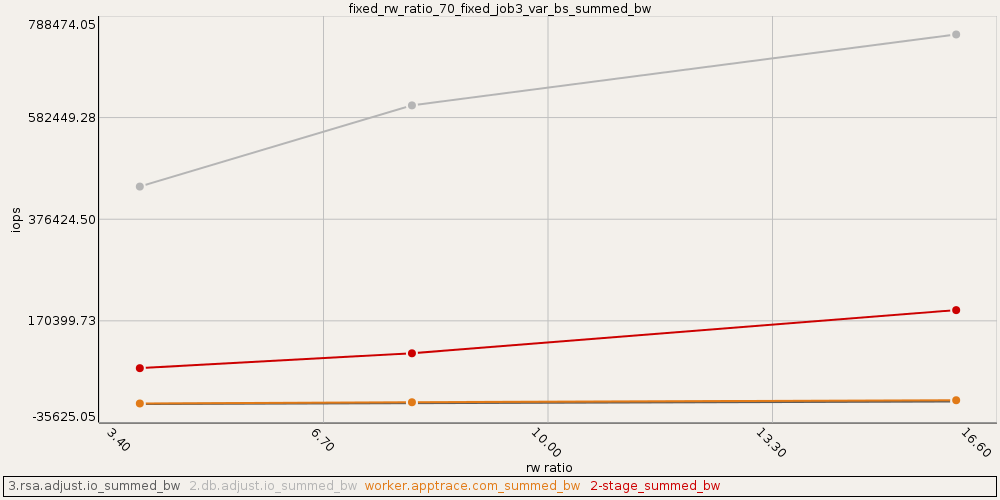 fixed_rw_ratio_70_fixed_job3_var_bs_summed_bw
788474.05
582449.28
376424.50
170399.73
-35625.05
iops
3.40
6.70
10.00
13.30
16.60
rw ratio
3.rsa.adjust.io_summed_bw 2.db.adjust.io_summed_bw worker.apptrace.com_summed_bw 2-stage_summed_bw